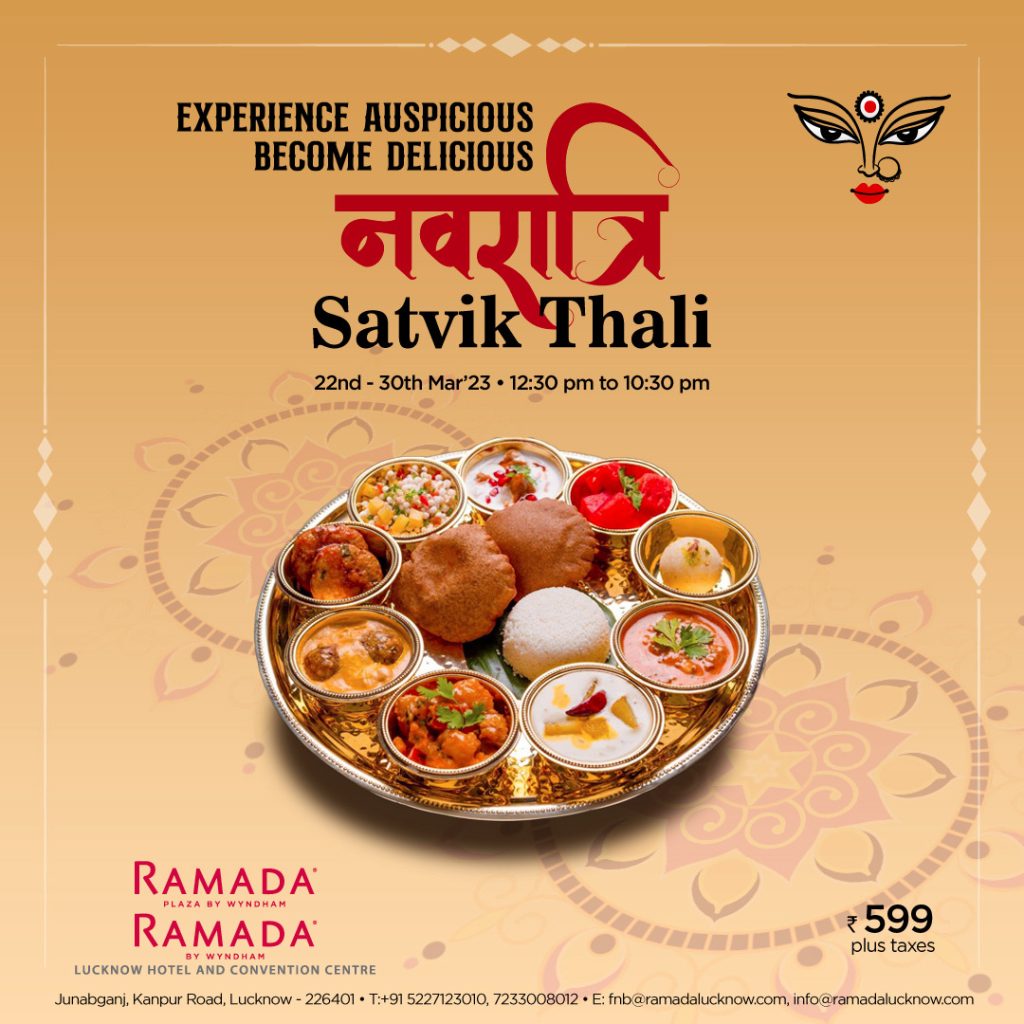 EXPERIENCE AUSPICIOUS
BECOME DELICIOUS
नवरात्रि
Satvik Thali
22nd - 30th Mar'23 • 12:30 pm to 10:30 pm
RAMADA®
PLAZA BY WYNDHAM
RAMADA®
BY WYNDHAM
LUCKNOW HOTEL AND CONVENTION CENTRE
₹ 599
plus taxes
Junabganj, Kanpur Road, Lucknow - 226401 • T:+91 5227123010, 7233008012 • E: fnb@ramadalucknow.com, info@ramadalucknow.com